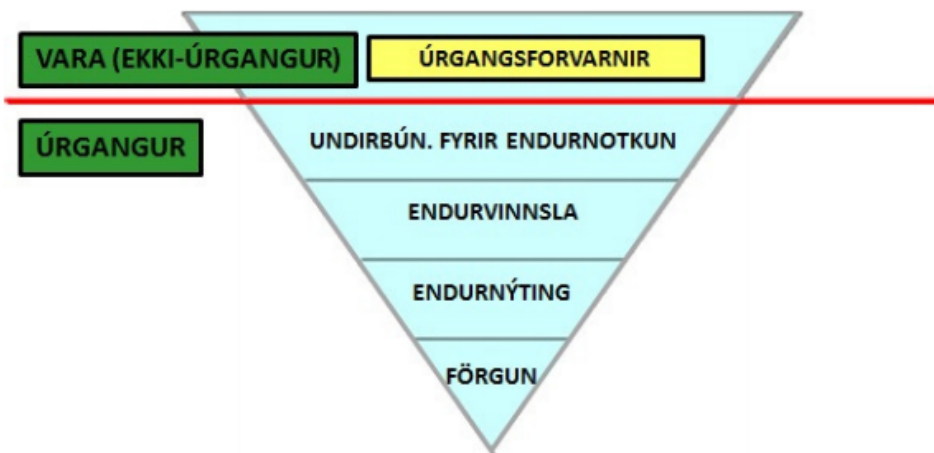 VARA (EKKI-ÚRGANGUR)
ÚRGANGSFORVARNIR
ÚRGANGUR
UNDIRBÚN. FYRIR ENDURNOTKUN
ENDURVINNSLA
ENDURNÝTING
FÖRGUN